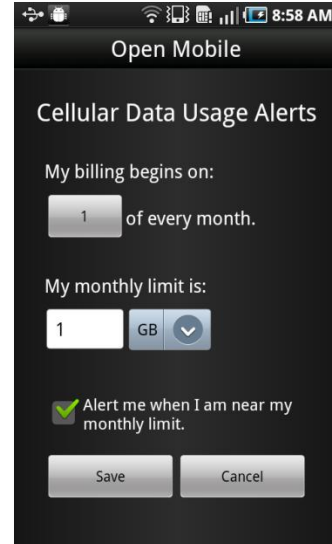 8:58 AM
Open Mobile
Cellular Data Usage Alerts
My billing begins on:
1 of every month.
My monthly limit is:
1 GB
Alert me when I am near my
monthly limit.
Save Cancel